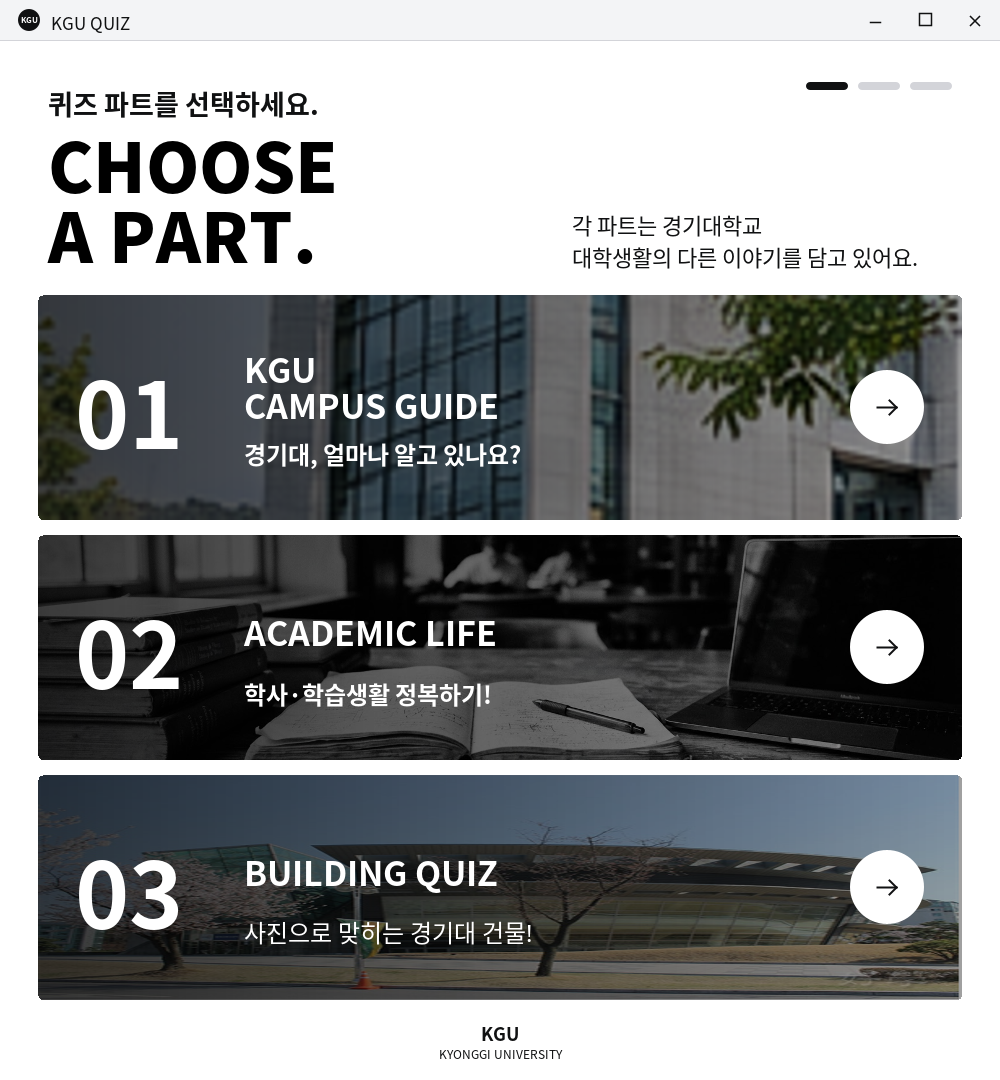 KGU
KGU QUIZ
퀴즈 파트를 선택하세요.
CHOOSE
A PART.
각 파트는 경기대학교
대학생활의 다른 이야기를 담고 있어요.
01
KGU
CAMPUS GUIDE
경기대, 얼마나 알고 있나요?
02
ACADEMIC LIFE
학사·학습생활 정복하기!
03
BUILDING QUIZ
사진으로 맞히는 경기대 건물!
KGU
KYONGGI UNIVERSITY